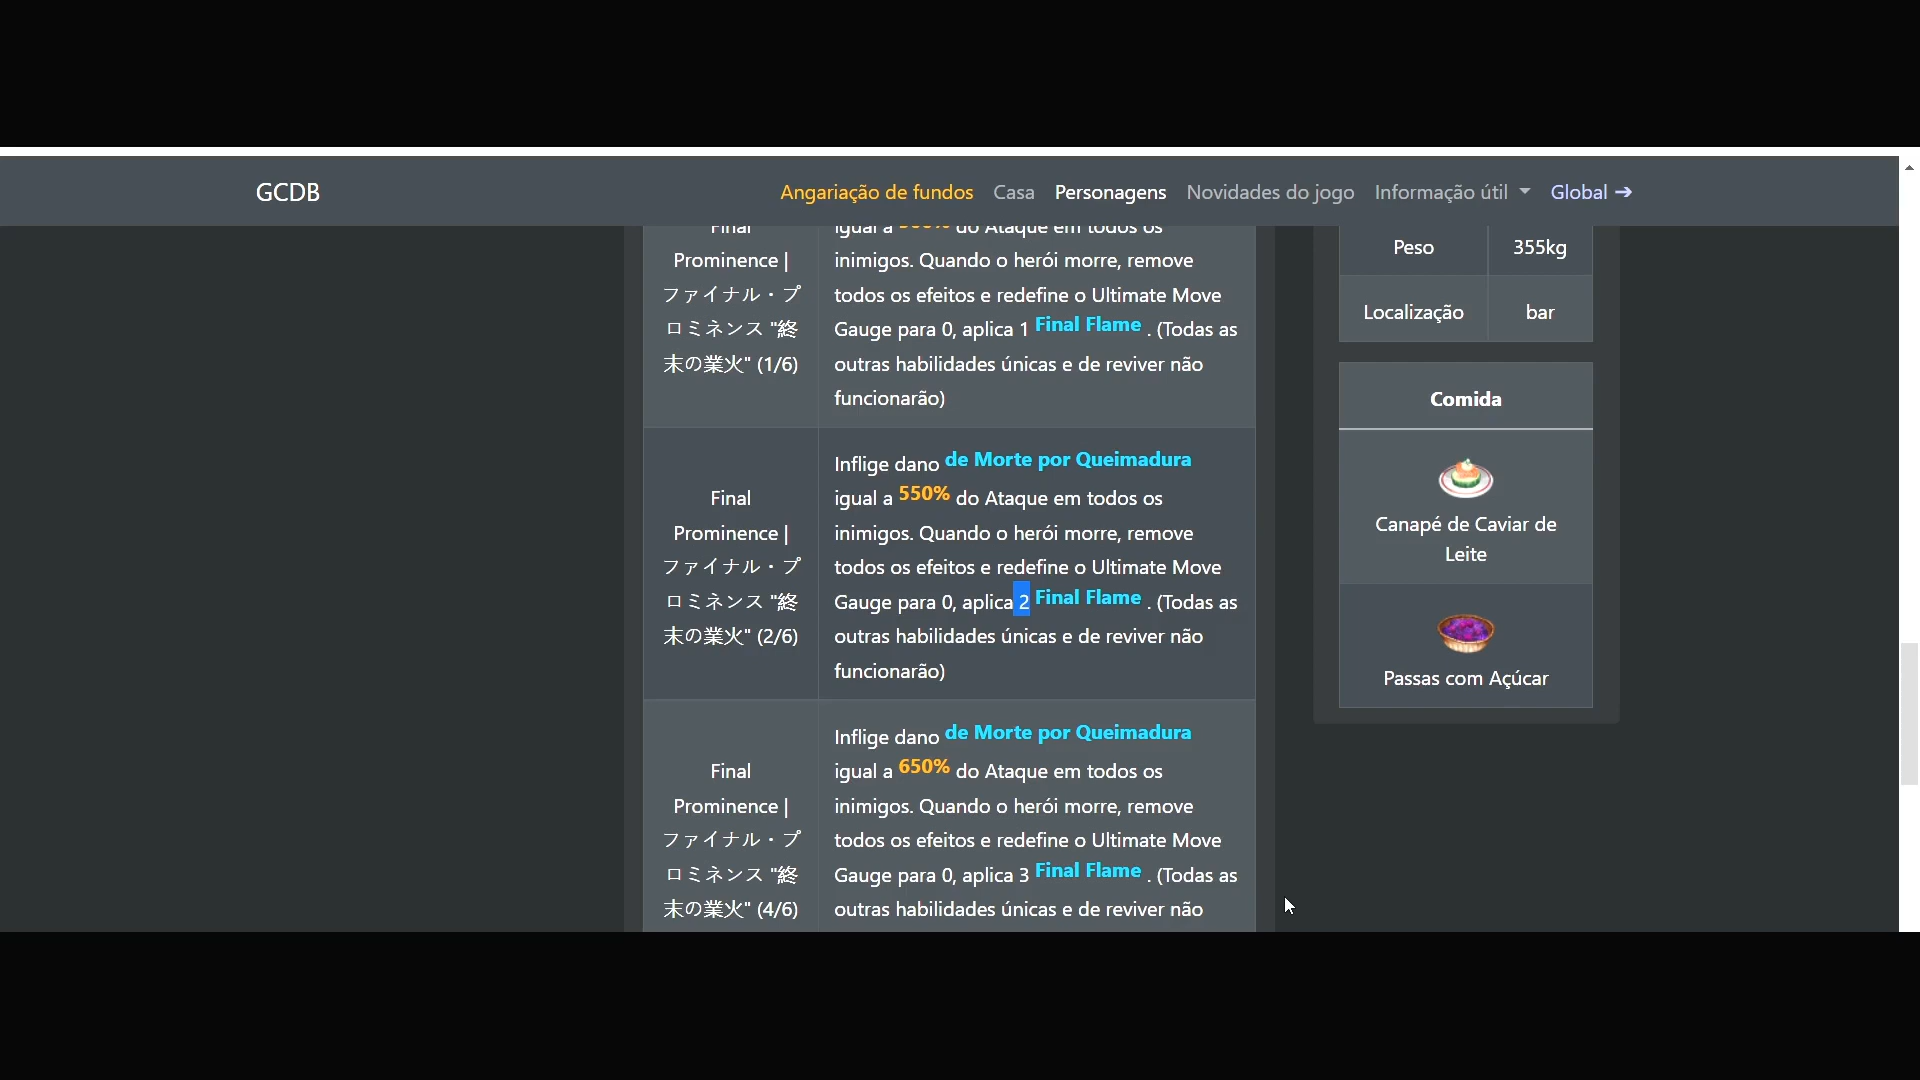 GCDB
Angariação de fundos
Casa
Personagens
Novidades do jogo
Informação útil
Global →
Final
Prominence |
ファイナル・プ
ロミネンス "終
末の業火" (1/6)
igual a do Ataque em todos os
inimigos. Quando o herói morre, remove
todos os efeitos e redefine o Ultimate Move
Gauge para 0, aplica 1 Final Flame . (Todas as
outras habilidades únicas e de reviver não
funcionarão)
Final
Prominence |
ファイナル・プ
ロミネンス "終
末の業火" (2/6)
Inflige dano de Morte por Queimadura
igual a 550% do Ataque em todos os
inimigos. Quando o herói morre, remove
todos os efeitos e redefine o Ultimate Move
Gauge para 0, aplica 2 Final Flame . (Todas as
outras habilidades únicas e de reviver não
funcionarão)
Final
Prominence |
ファイナル・プ
ロミネンス "終
末の業火" (4/6)
Inflige dano de Morte por Queimadura
igual a 650% do Ataque em todos os
inimigos. Quando o herói morre, remove
todos os efeitos e redefine o Ultimate Move
Gauge para 0, aplica 3 Final Flame . (Todas as
outras habilidades únicas e de reviver não
Peso 355kg
Localização bar
Comida
Canapé de Caviar de
Leite
Passas com Açúcar